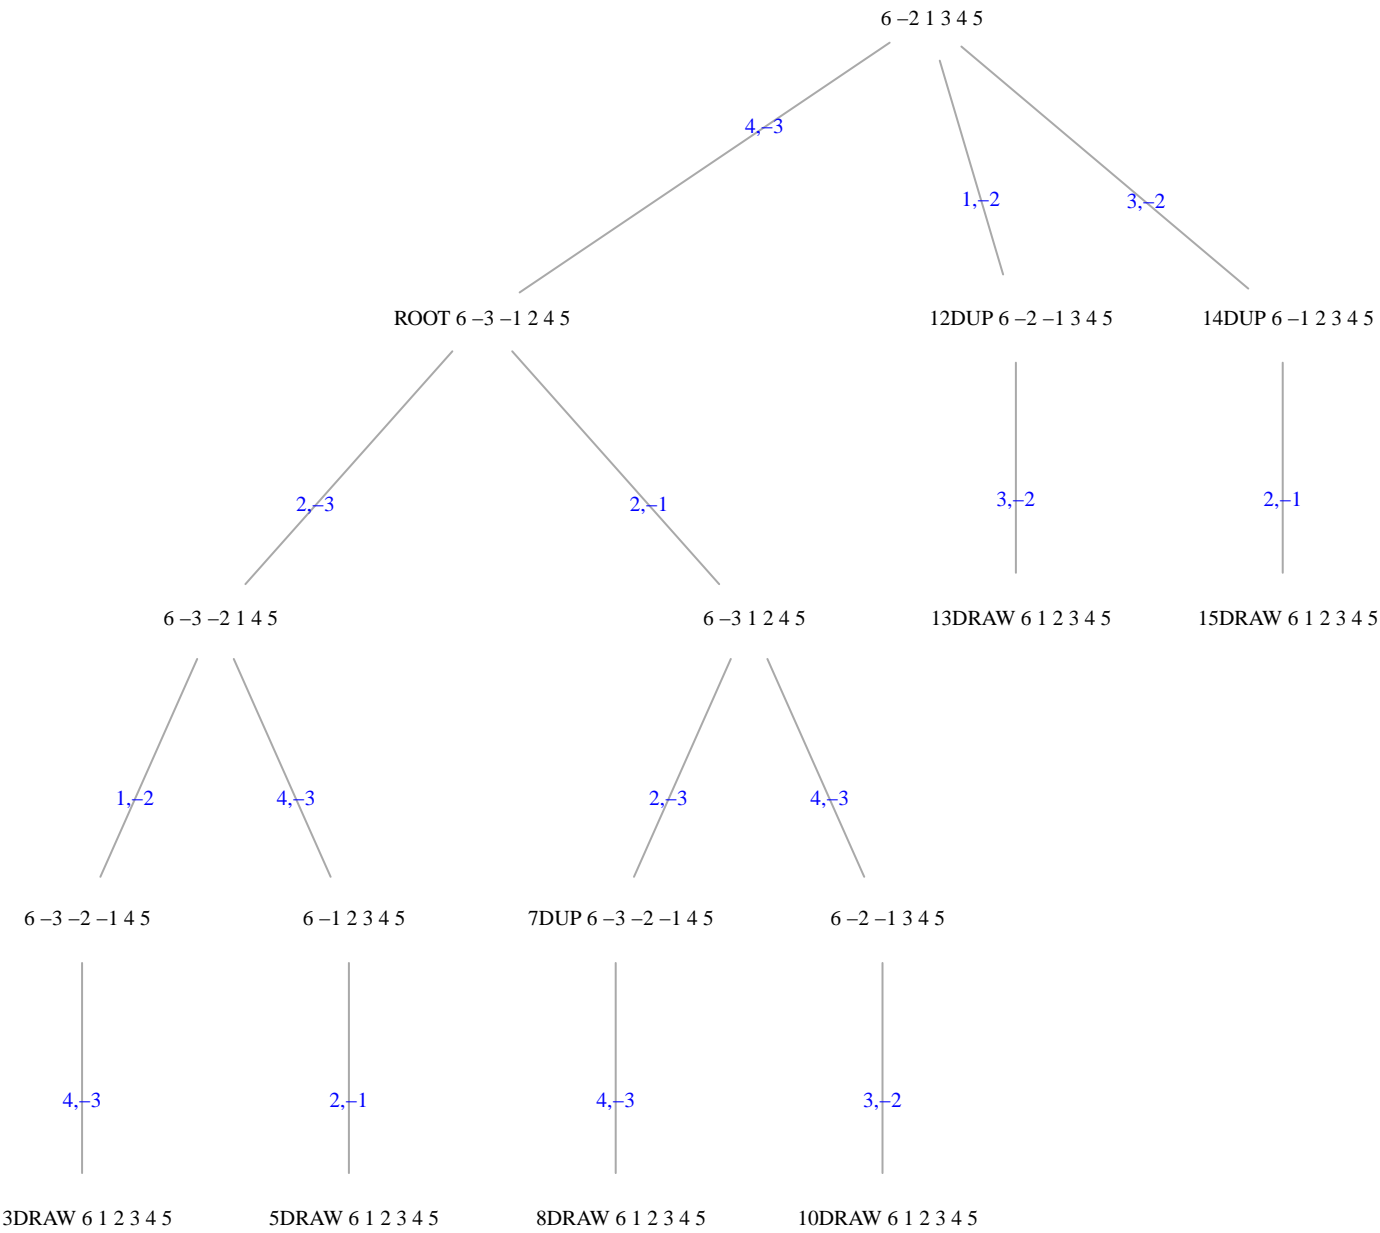 6 –2 1 3 4 5
4,–3
1,–2
3,–2
ROOT 6 –3 –1 2 4 5
12DUP 6 –2 –1 3 4 5
14DUP 6 –1 2 3 4 5
2,–3
2,–1
3,–2
2,–1
6 –3 –2 1 4 5
6 –3 1 2 4 5
13DRAW 6 1 2 3 4 5
15DRAW 6 1 2 3 4 5
1,–2
4,–3
2,–3
4,–3
6 –3 –2 –1 4 5
6 –1 2 3 4 5
7DUP 6 –3 –2 –1 4 5
6 –2 –1 3 4 5
4,–3
2,–1
4,–3
3,–2
3DRAW 6 1 2 3 4 5
5DRAW 6 1 2 3 4 5
8DRAW 6 1 2 3 4 5
10DRAW 6 1 2 3 4 5